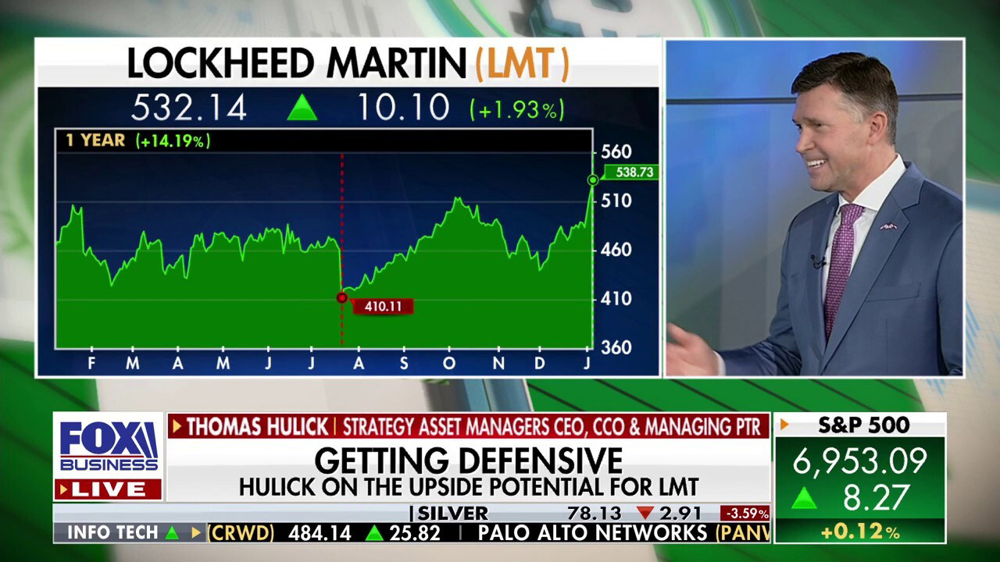 LOCKHEED MARTIN (LMT)
532.14 ▲ 10.10 (+1.93%)
1 YEAR (+14.19%)
560
538.73
510
460
410
410.11
360
F M A M J J A S O N D J
FOX BUSINESS
LIVE
THOMAS HULICK | STRATEGY ASSET MANAGERS CEO, CCO & MANAGING PTR
GETTING DEFENSIVE
HULICK ON THE UPSIDE POTENTIAL FOR LMT
S&P 500
6,953.09
▲ 8.27
+0.12%
SILVER 78.13 ▼ 2.91 -3.59%
INFO TECH ▲ (CRWD) 484.14 ▲ 25.82 | PALO ALTO NETWORKS (PANW